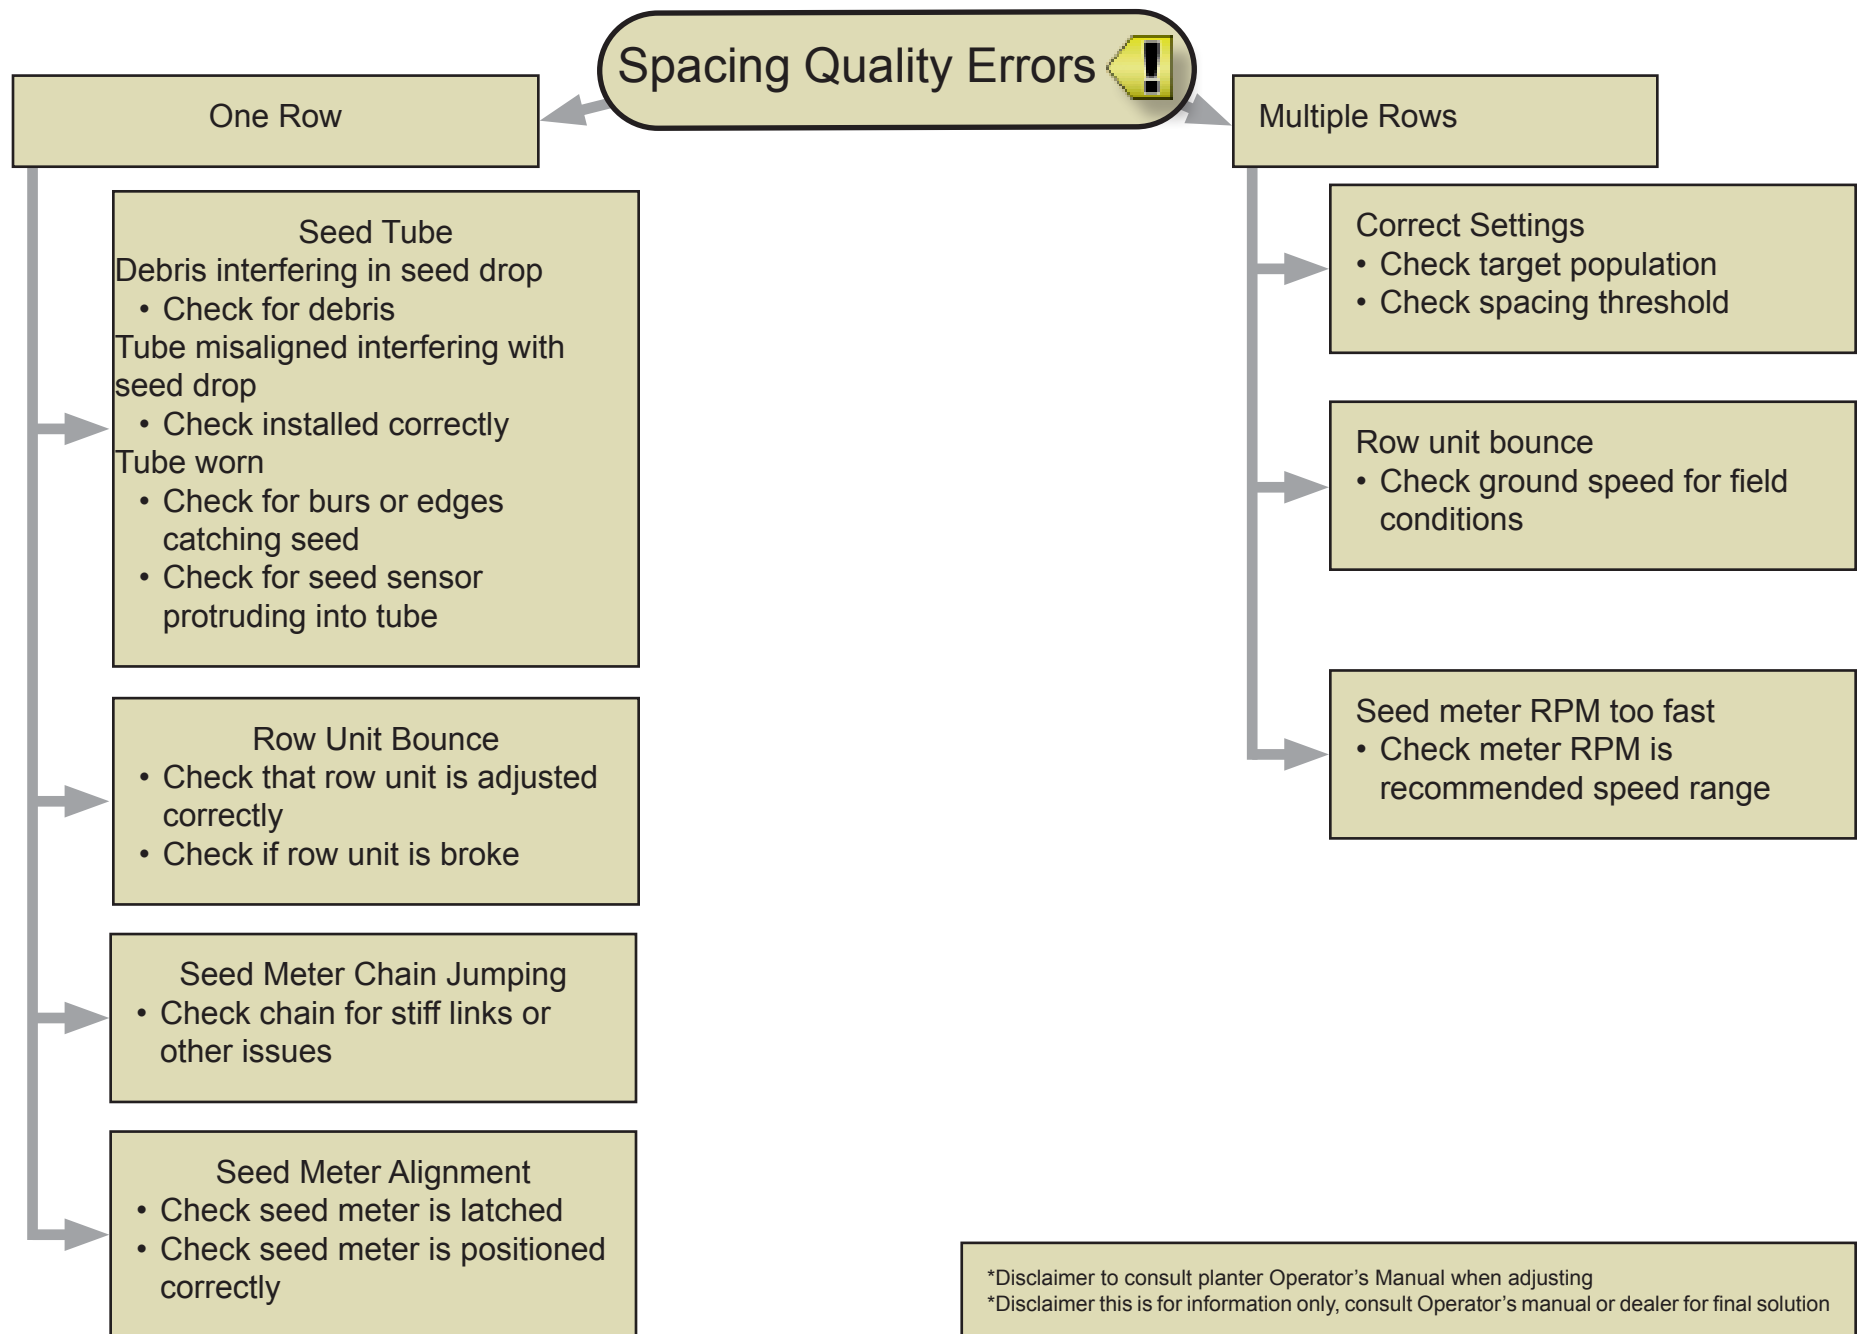 Spacing Quality Errors
One Row
Seed Tube
Debris interfering in seed drop
• Check for debris
Tube misaligned interfering with
seed drop
• Check installed correctly
Tube worn
• Check for burs or edges
catching seed
• Check for seed sensor
protruding into tube
Row Unit Bounce
• Check that row unit is adjusted
correctly
• Check if row unit is broke
Seed Meter Chain Jumping
• Check chain for stiff links or
other issues
Seed Meter Alignment
• Check seed meter is latched
• Check seed meter is positioned
correctly
Multiple Rows
Correct Settings
• Check target population
• Check spacing threshold
Row unit bounce
• Check ground speed for field
conditions
Seed meter RPM too fast
• Check meter RPM is
recommended speed range
*Disclaimer to consult planter Operator’s Manual when adjusting
*Disclaimer this is for information only, consult Operator’s manual or dealer for final solution